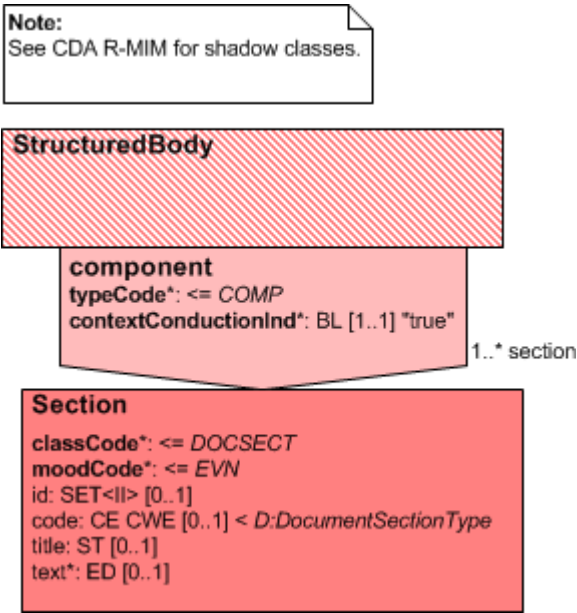 Note:
See CDA R-MIM for shadow classes.
StructuredBody
component
typeCode*: <= COMP
contextConductionInd*: BL [1..1] "true"
1..* section
Section
classCode*: <= DOCSECT
moodCode*: <= EVN
id: SET<II> [0..1]
code: CE CWE [0..1] < D:DocumentSectionType
title: ST [0..1]
text*: ED [0..1]